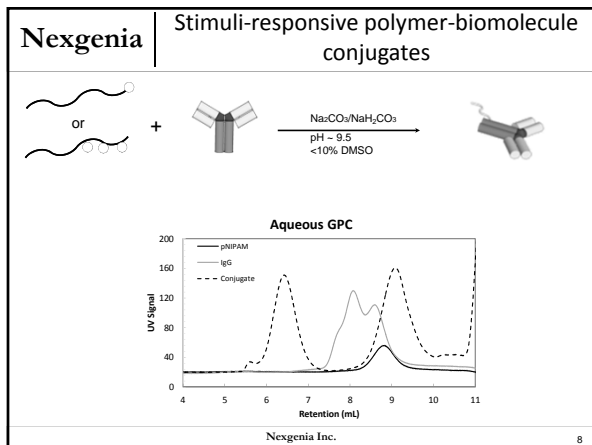 Nexgenia
Stimuli-responsive polymer-biomolecule
conjugates
or
+
Na₂CO₃/NaH₂CO₃
pH ~ 9.5
<10% DMSO
Aqueous GPC
200
160
120
80
40
0
UV Signal
pNIPAM
IgG
Conjugate
4 5 6 7 8 9 10 11
Retention (mL)
Nexgenia Inc.
8